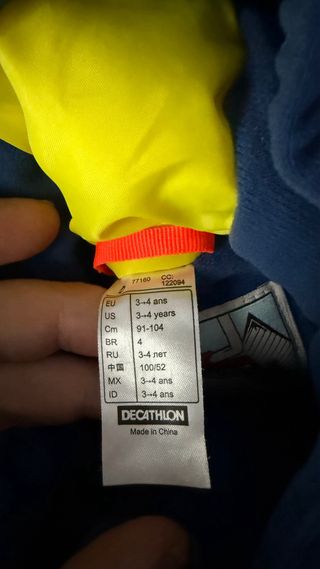 77160 CC:
122094
EU 3→4 ans
US 3→4 years
Cm 91-104
BR 4
RU 3-4 лет
中国 100/52
MX 3→4 ans
ID 3→4 ans
DECATHLON
Made in China